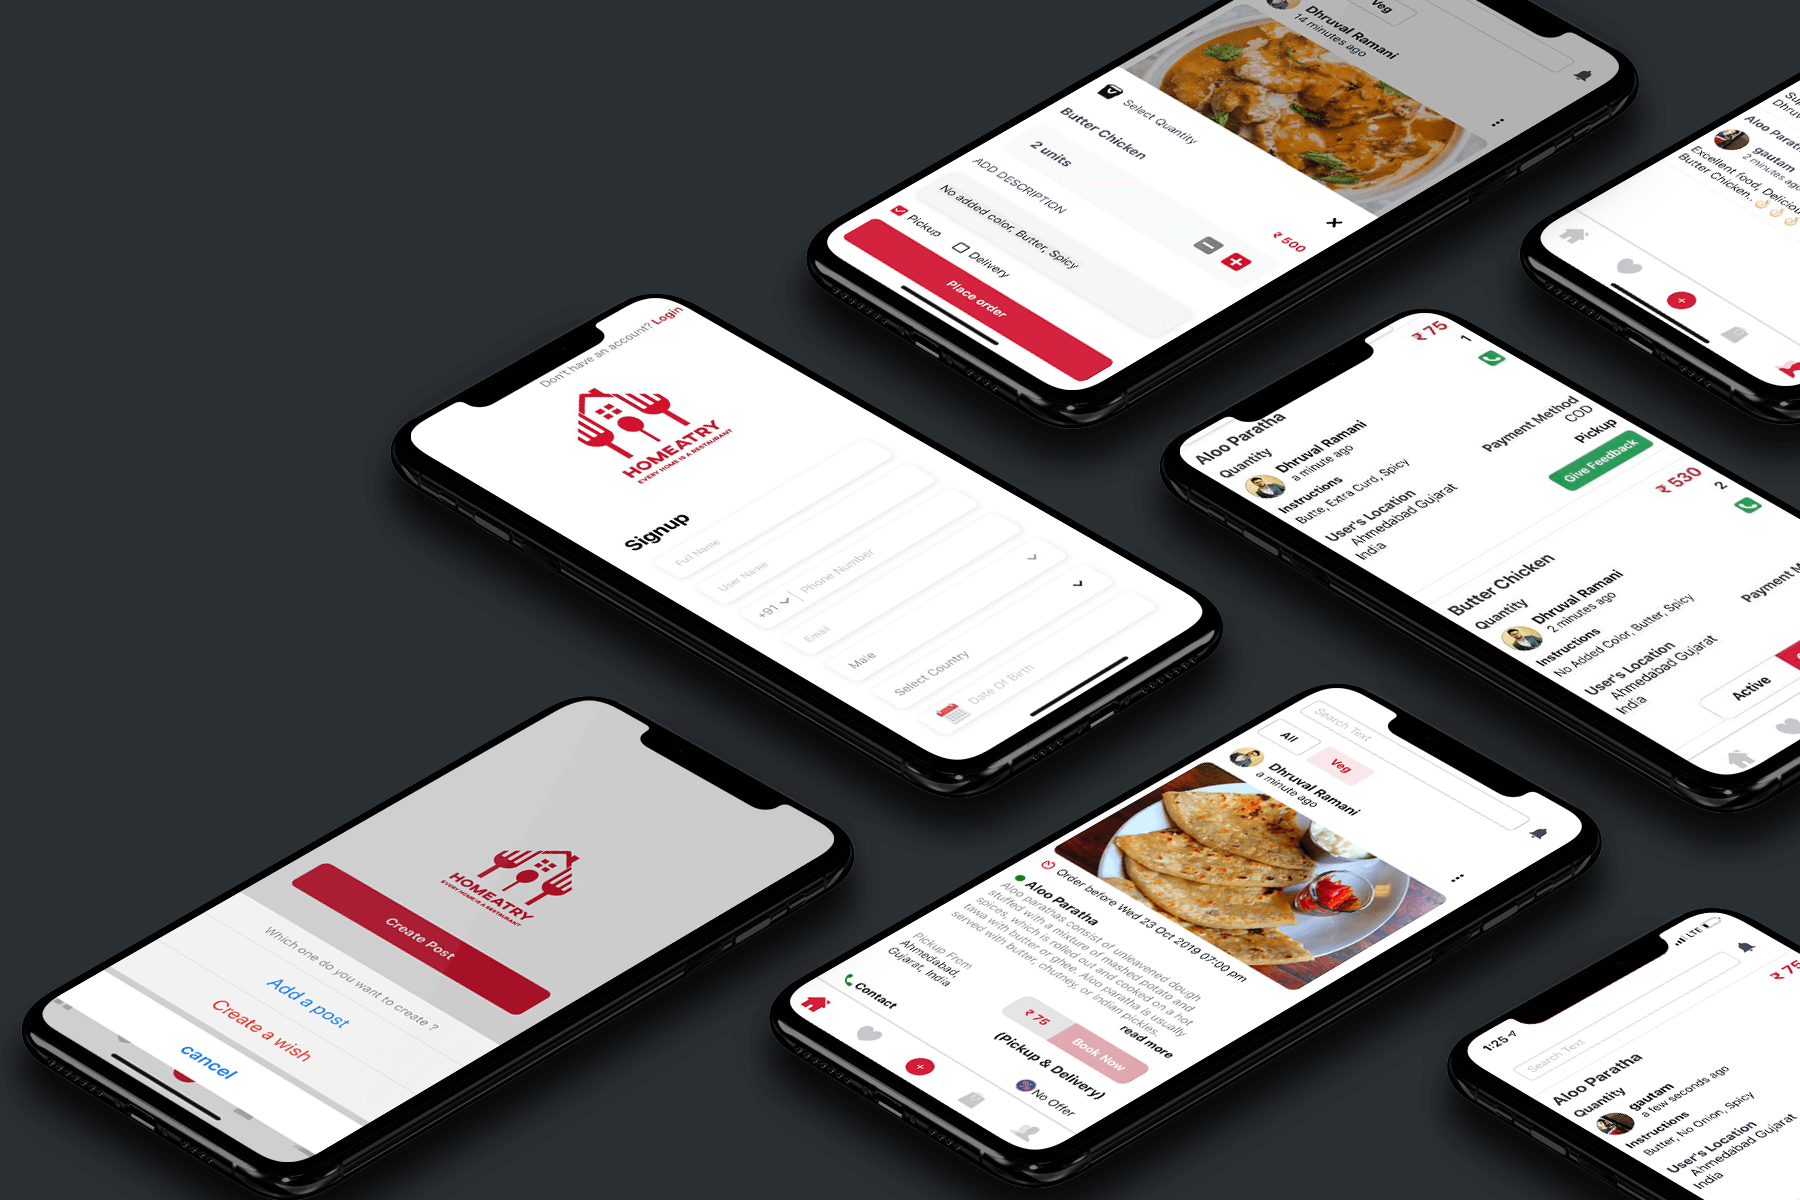 Dhruval Ramani
14 minutes ago
Veg
Select Quantity
Butter Chicken
2 units
₹ 500
ADD DESCRIPTION
No added color, Butter, Spicy
Pickup
Delivery
Place order
Dhruv
Aloo Parath
gautam
2 minutes ago
Excellent food, Delicious
Butter Chicken..👌👌👌
Don't have an account? Login
HOMEATRY
EVERY HOME IS A RESTAURANT
Signup
Full Name
User Name
+91
Phone Number
Email
Male
Select Country
Date Of Birth
₹ 75
Aloo Paratha
Quantity
1
Dhruval Ramani
a minute ago
Payment Method
COD
Instructions
Butte, Extra Curd, Spicy
Pickup
User's Location
Ahmedabad Gujarat
India
Give Feedback
₹ 530
Butter Chicken
Quantity
2
Dhruval Ramani
2 minutes ago
Payment M
Instructions
No Added Color, Butter, Spicy
User's Location
Ahmedabad Gujarat
India
Active
HOMEATRY
EVERY HOME IS A RESTAURANT
Create Post
Which one do you want to create ?
Add a post
Create a wish
cancel
Search Text
All
Veg
Dhruval Ramani
a minute ago
Order before Wed 23 Oct 2019 07:00 pm
Aloo Paratha
Aloo parathas consist of unleavened dough
stuffed with a mixture of mashed potato and
spices, which is rolled out and cooked on a hot
tawa with butter or ghee. Aloo paratha is usually
served with butter, chutney, or Indian pickles.
read more
Pickup From
Ahmedabad,
Gujarat, India
₹ 75
Book Now
(Pickup & Delivery)
Contact
No Offer
1:25
LTE
Search Text
₹ 75
Aloo Paratha
Quantity
gautam
a few seconds ago
Instructions
Butter, No Onion, Spicy
User's Location
Ahmedabad Gujarat
India